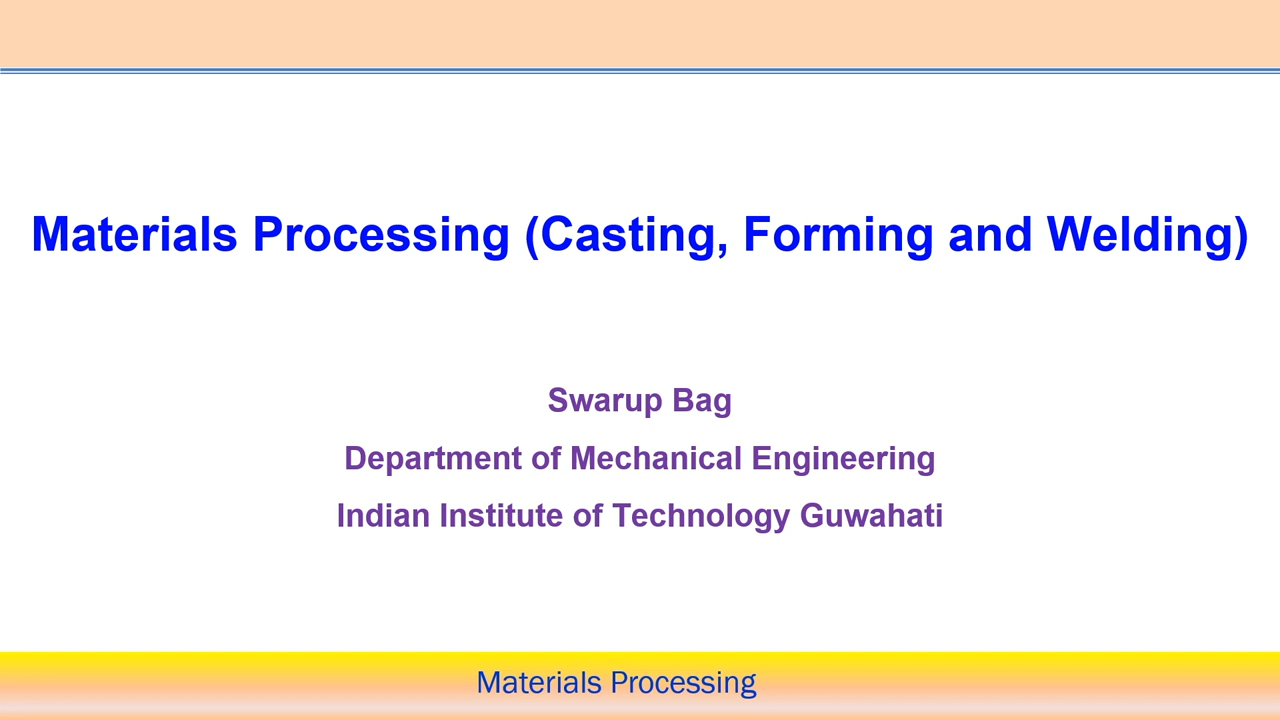 Materials Processing (Casting, Forming and Welding)
Swarup Bag
Department of Mechanical Engineering
Indian Institute of Technology Guwahati
Materials Processing